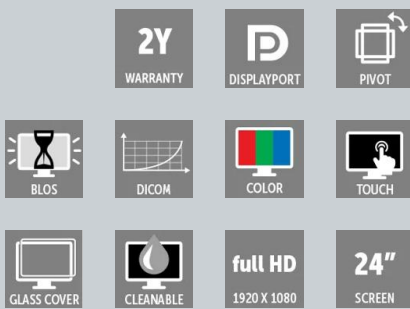 2Y
WARRANTY
DISPLAYPORT
PIVOT
BLOS
DICOM
COLOR
TOUCH
GLASS COVER
CLEANABLE
full HD
1920 X 1080
24"
SCREEN